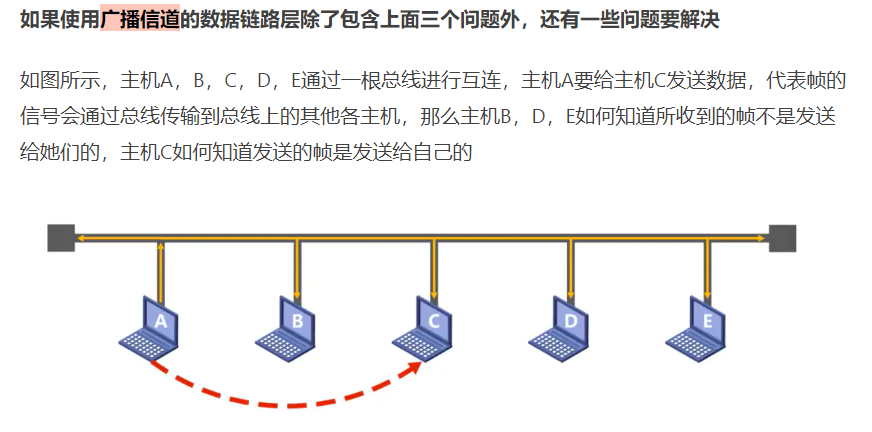 如果使用广播信道的数据链路层除了包含上面三个问题外，还有一些问题要解决
如图所示，主机A，B，C，D，E通过一根总线进行互连，主机A要给主机C发送数据，代表帧的
信号会通过总线传输到总线上的其他各主机，那么主机B，D，E如何知道所收到的帧不是发送
给她们的，主机C如何知道发送的帧是发送给自己的
A B C D E